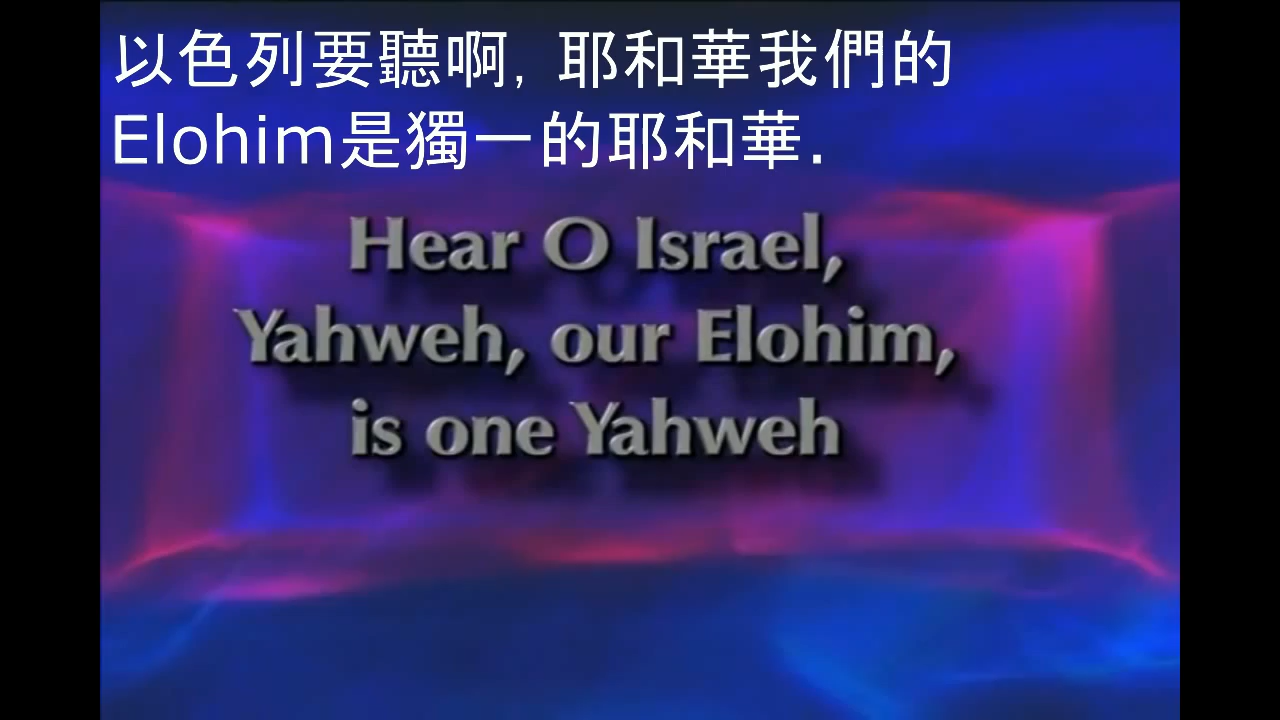 以色列要聽啊, 耶和華我們的
Elohim是獨一的耶和華.
Hear O Israel,
Yahweh, our Elohim,
is one Yahweh